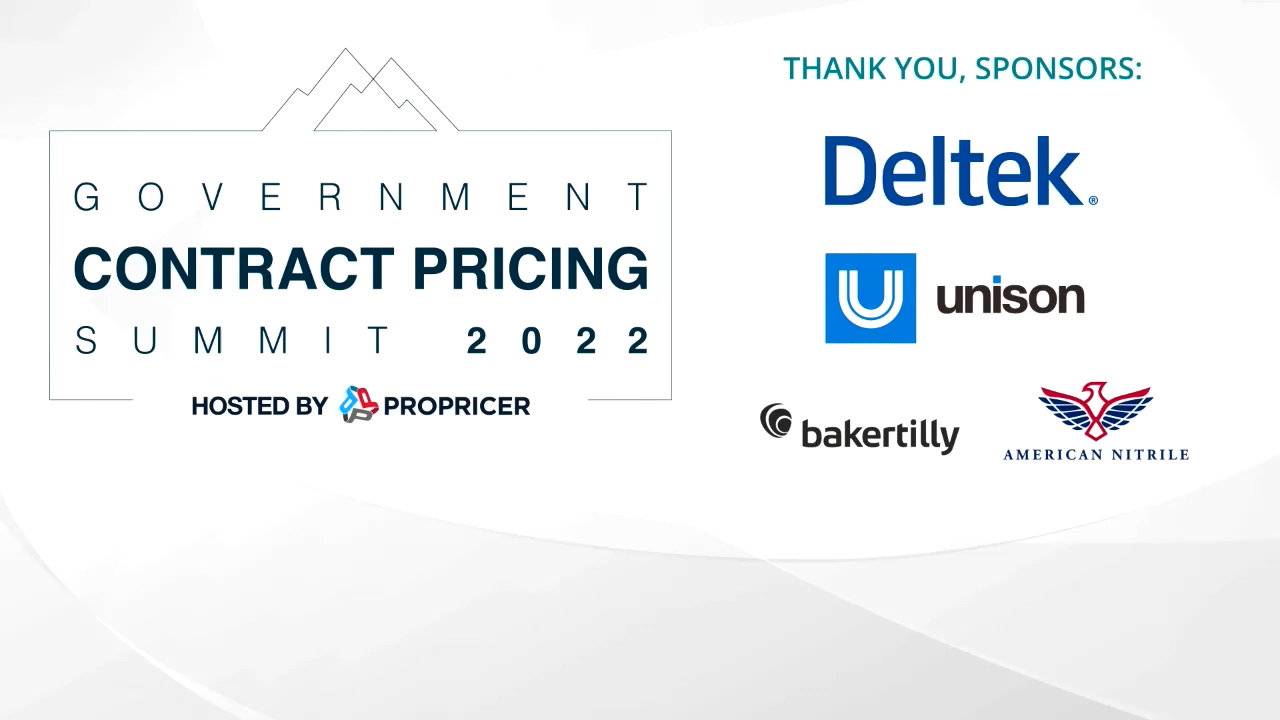 GOVERNMENT
CONTRACT PRICING
SUMMIT 2022
HOSTED BY PROPRICER
THANK YOU, SPONSORS:
Deltek®
unison
bakertilly
AMERICAN NITRILE